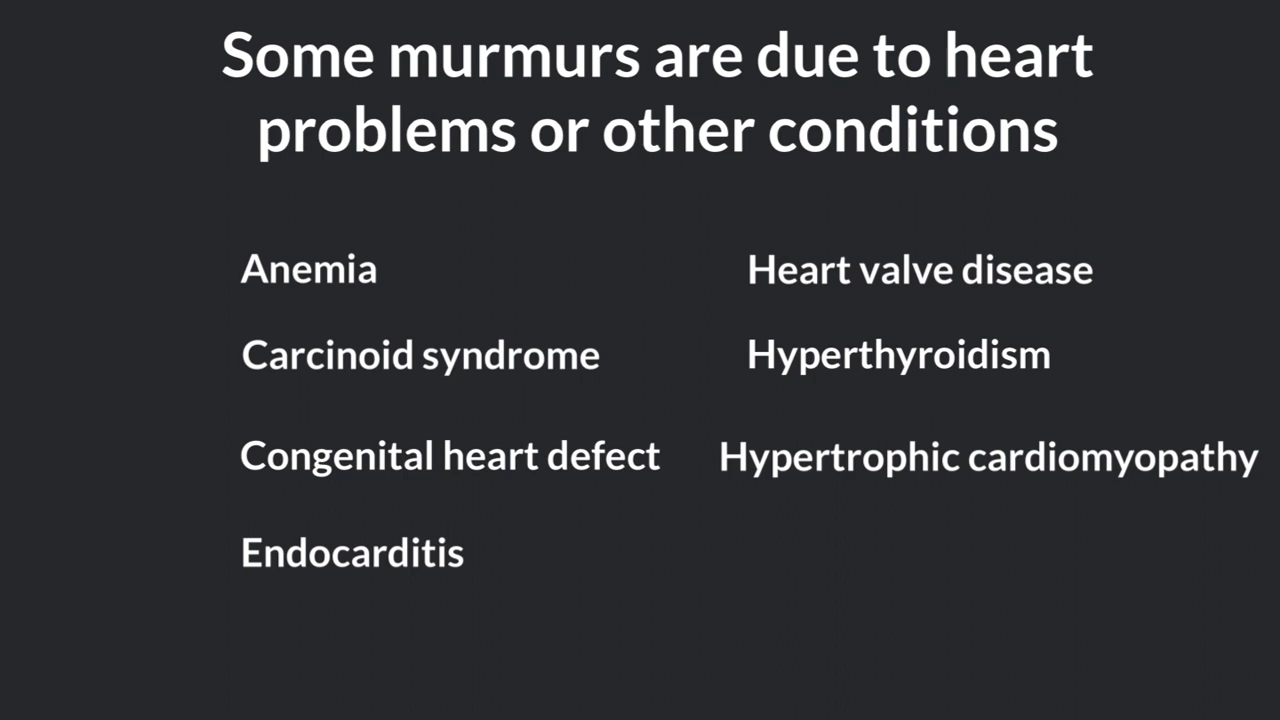 Some murmurs are due to heart
problems or other conditions
Anemia
Carcinoid syndrome
Congenital heart defect
Endocarditis
Heart valve disease
Hyperthyroidism
Hypertrophic cardiomyopathy